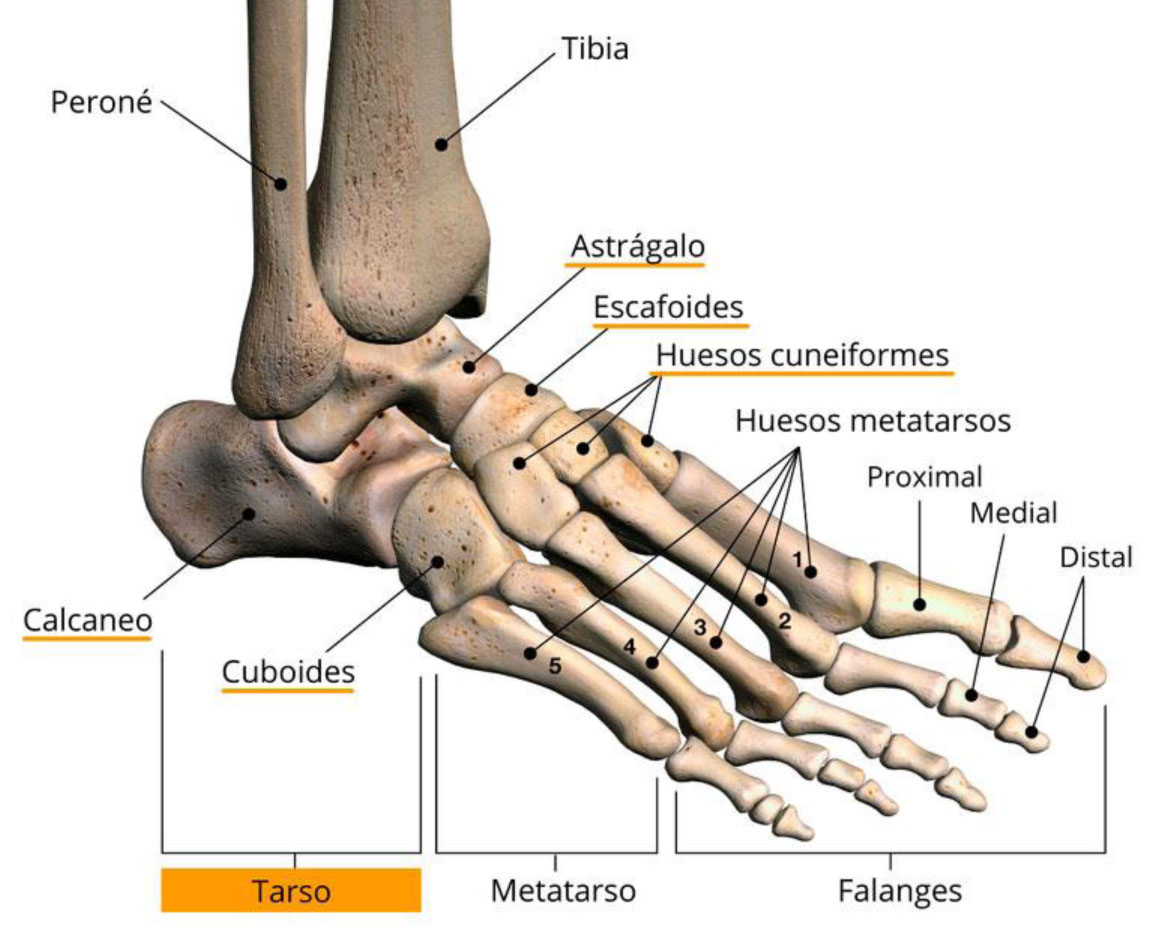 Tibia
Peroné
Astrágalo
Escafoides
Huesos cuneiformes
Huesos metatarsos
Proximal
Medial
Distal
1
2
3
4
5
Calcaneo
Cuboides
Tarso
Metatarso
Falanges